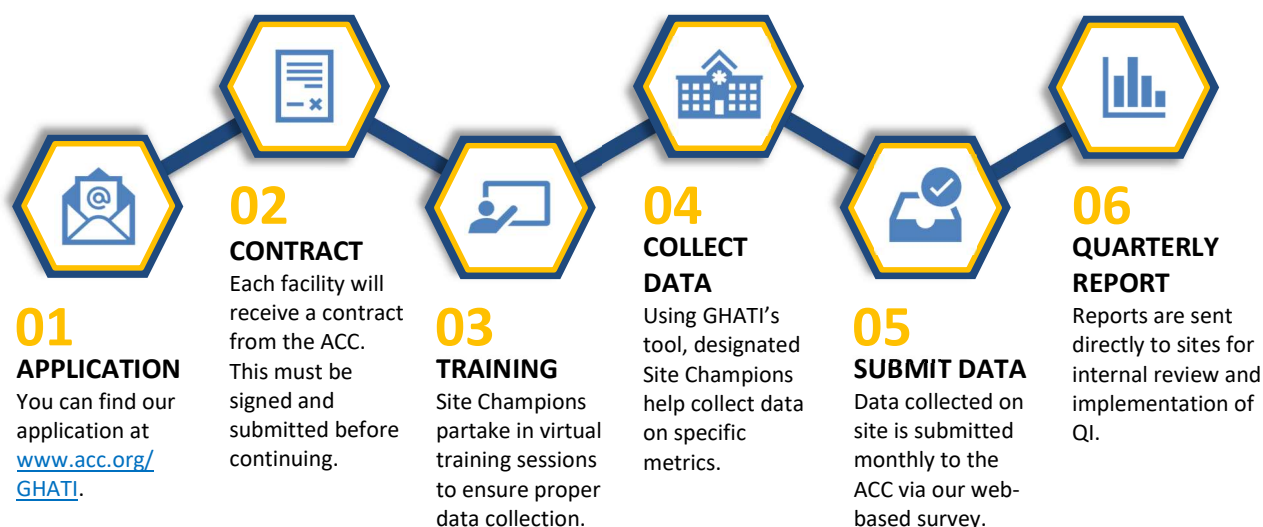 01
APPLICATION
You can find our
application at
www.acc.org/
GHATI.
02
CONTRACT
Each facility will
receive a contract
from the ACC.
This must be
signed and
submitted before
continuing.
03
TRAINING
Site Champions
partake in virtual
training sessions
to ensure proper
data collection.
04
COLLECT
DATA
Using GHATI's
tool, designated
Site Champions
help collect data
on specific
metrics.
05
SUBMIT DATA
Data collected on
site is submitted
monthly to the
ACC via our web-
based survey.
06
QUARTERLY
REPORT
Reports are sent
directly to sites for
internal review and
implementation of
QI.